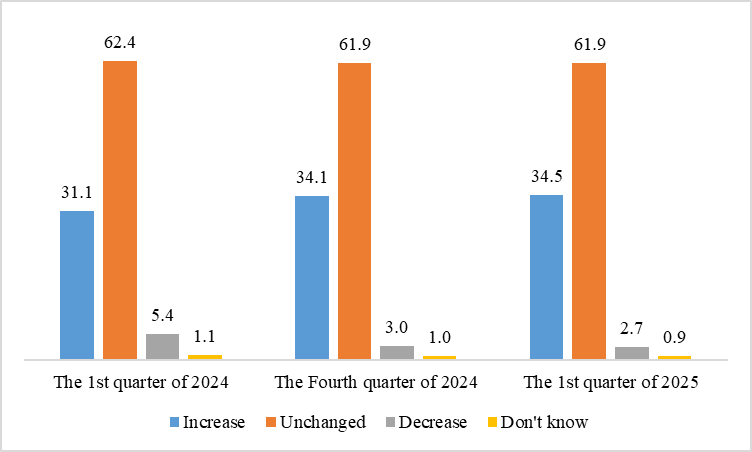 62.4
61.9
61.9
31.1
34.1
34.5
5.4
3.0
2.7
1.1
1.0
0.9
The 1st quarter of 2024
The Fourth quarter of 2024
The 1st quarter of 2025
Increase
Unchanged
Decrease
Don't know